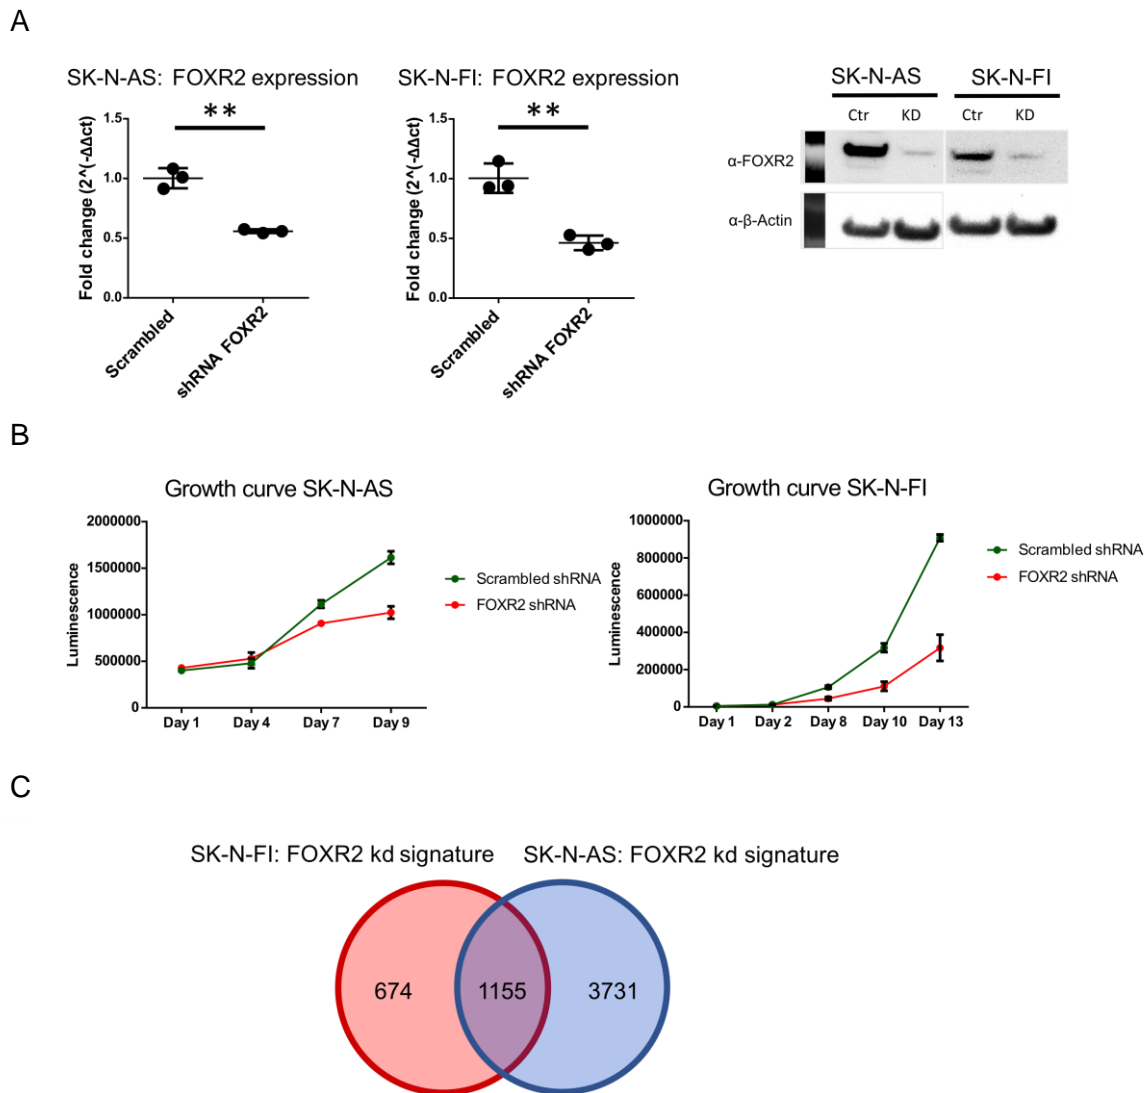 A
SK-N-AS: FOXR2 expression
**
Fold change (2^(-ΔΔct)
1.5
1.0
0.5
0.0
Scrambled
shRNA FOXR2
SK-N-FI: FOXR2 expression
**
Fold change (2^(-ΔΔct)
1.5
1.0
0.5
0.0
Scrambled
shRNA FOXR2
SK-N-AS
SK-N-FI
Ctr KD Ctr KD
α-FOXR2
α-β-Actin
B
Growth curve SK-N-AS
Luminescence
2000000
1500000
1000000
500000
0
Day 1 Day 4 Day 7 Day 9
Scrambled shRNA
FOXR2 shRNA
Growth curve SK-N-FI
Luminescence
1000000
800000
600000
400000
200000
0
Day 1 Day 2 Day 8 Day 10 Day 13
Scrambled shRNA
FOXR2 shRNA
C
SK-N-FI: FOXR2 kd signature
SK-N-AS: FOXR2 kd signature
674
1155
3731